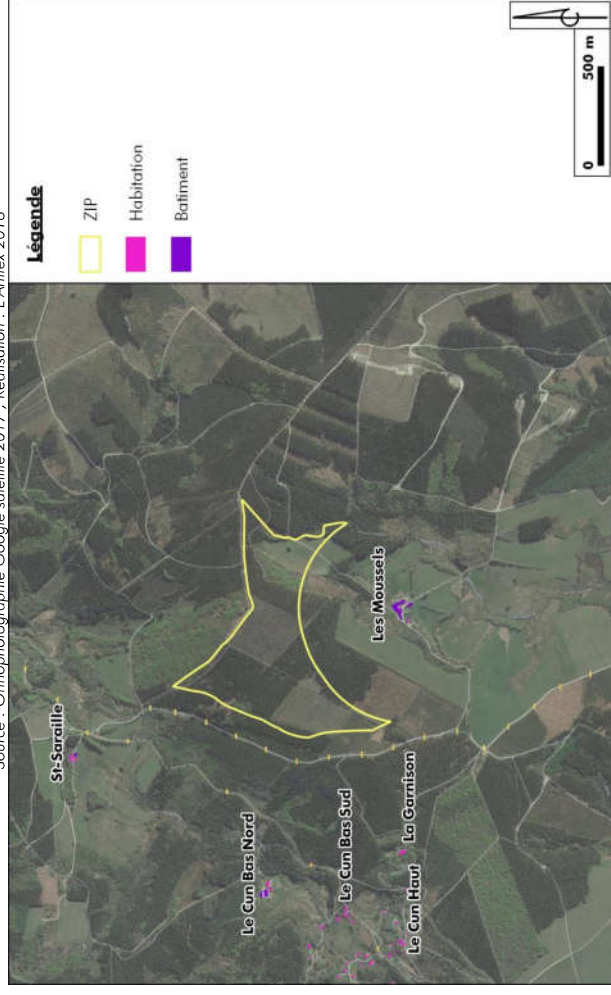 Source : Orthophotographie Google satellite 2017 ; Réalisation : L'Artifex 2018
St-Saraille
Le Cun Bas Nord
Le Cun Bas Sud
La Garnison
Le Cun Haut
Les Moussels
Légende
ZIP
Habitation
Batiment
0 500 m